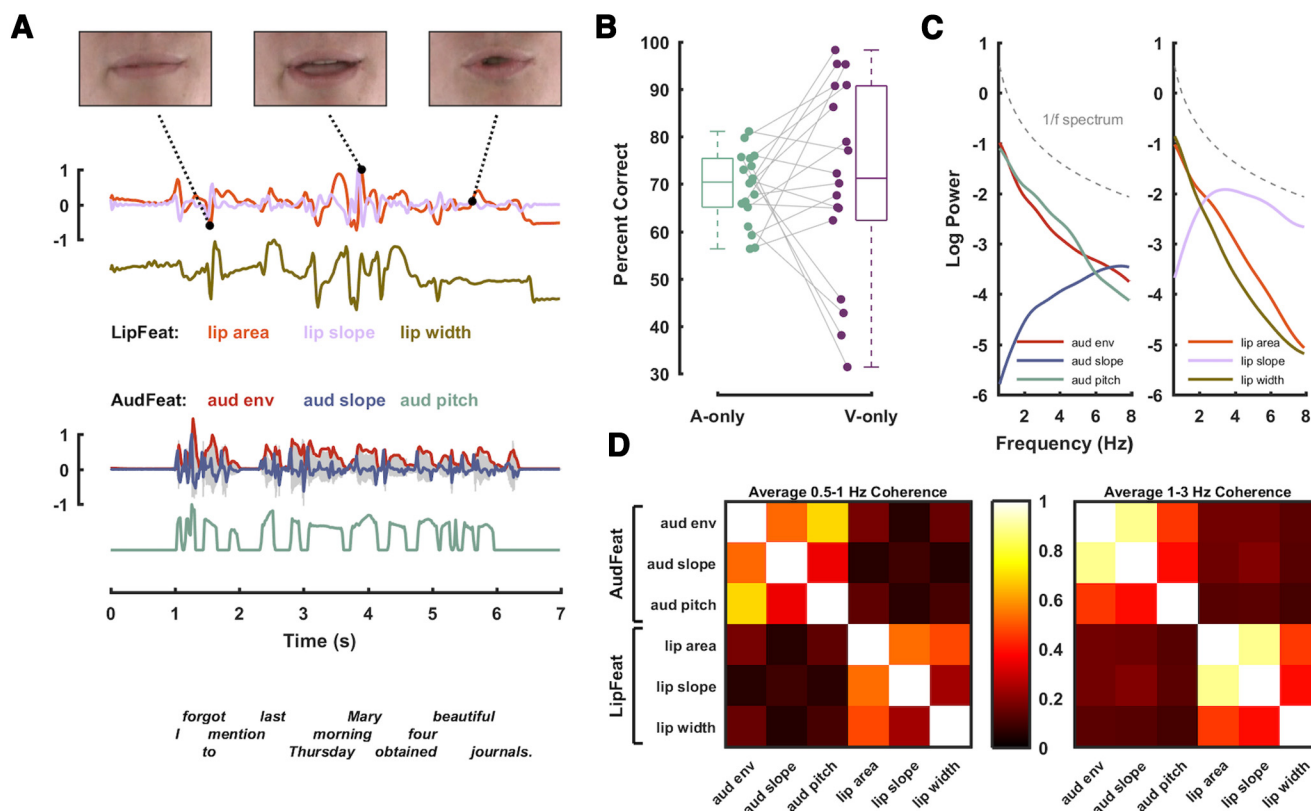 A
1
0
-1
LipFeat: lip area lip slope lip width
AudFeat: aud env aud slope aud pitch
1
0
-1
0 1 2 3 4 5 6 7
Time (s)
forgot last Mary beautiful
I mention morning four
to Thursday obtained journals.
B
100
90
80
70
60
50
40
30
Percent Correct
A-only V-only
C
1
0
-1
-2
-3
-4
-5
-6
Log Power
1/f spectrum
aud env
aud slope
aud pitch
2 4 6 8
1
0
-1
-2
-3
-4
-5
-6
lip area
lip slope
lip width
2 4 6 8
Frequency (Hz)
D
Average 0.5-1 Hz Coherence
AudFeat
LipFeat
aud env
aud slope
aud pitch
lip area
lip slope
lip width
aud env aud slope aud pitch lip area lip slope lip width
1
0.8
0.6
0.4
0.2
0
Average 1-3 Hz Coherence
aud env aud slope aud pitch lip area lip slope lip width